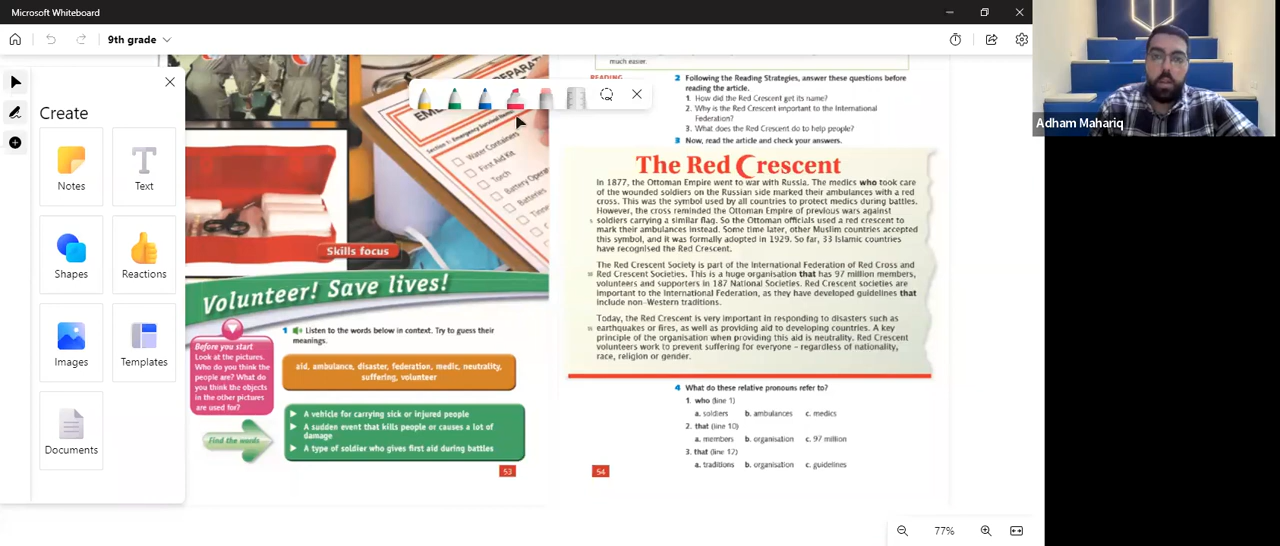 Microsoft Whiteboard
9th grade
Create
Notes
Text
Shapes
Reactions
Images
Templates
Documents
Section 1: Emergency Survival Items
Water Containers
First Aid Kit
Torch
Battery
Batteries
Skills focus
Volunteer! Save lives!
Before you start
Look at the pictures.
Who do you think the
people are? What do
you think the objects
in the other pictures
are used for?
1 Listen to the words below in context. Try to guess their
meanings.
aid, ambulance, disaster, federation, medic, neutrality,
suffering, volunteer
Find the words
A vehicle for carrying sick or injured people
A sudden event that kills people or causes a lot of
damage
A type of soldier who gives first aid during battles
53
much easier.
READING
2 Following the Reading Strategies, answer these questions before
reading the article.
1. How did the Red Crescent get its name?
2. Why is the Red Crescent important to the International
Federation?
3. What does the Red Crescent do to help people?
3 Now, read the article and check your answers.
The Red Crescent
In 1877, the Ottoman Empire went to war with Russia. The medics who took care
of the wounded soldiers on the Russian side marked their ambulances with a red
cross. This was the symbol used by all countries to protect medics during battles.
However, the cross reminded the Ottoman Empire of previous wars against
5 soldiers carrying a similar flag. So the Ottoman officials used a red crescent to
mark their ambulances instead. Some time later, other Muslim countries accepted
this symbol, and it was formally adopted in 1929. So far, 33 Islamic countries
have recognised the Red Crescent.
The Red Crescent Society is part of the International Federation of Red Cross and
10 Red Crescent Societies. This is a huge organisation that has 97 million members,
volunteers and supporters in 187 National Societies. Red Crescent societies are
important to the International Federation, as they have developed guidelines that
include non-Western traditions.
Today, the Red Crescent is very important in responding to disasters such as
15 earthquakes or fires, as well as providing aid to developing countries. A key
principle of the organisation when providing this aid is neutrality. Red Crescent
volunteers work to prevent suffering for everyone – regardless of nationality,
race, religion or gender.
4 What do these relative pronouns refer to?
1. who (line 1)
a. soldiers b. ambulances c. medics
2. that (line 10)
a. members b. organisation c. 97 million
3. that (line 12)
a. traditions b. organisation c. guidelines
54
77%
Adham Mahariq